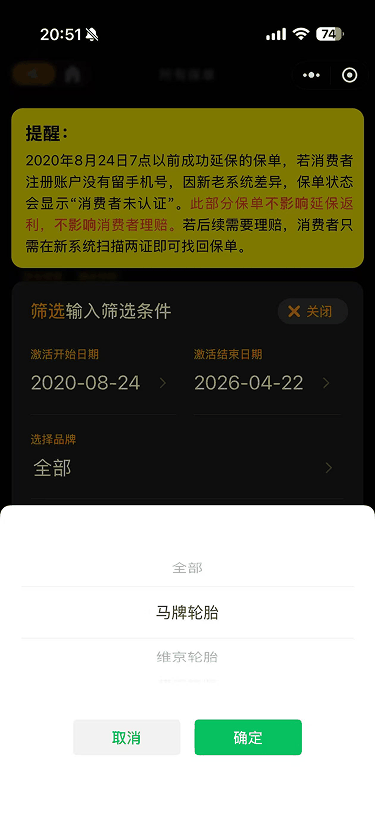 20:51
74
提醒：
2020年8月24日7点以前成功延保的保单，若消费者
注册账户没有留手机号，因新老系统差异，保单状态
会显示“消费者未认证”。此部分保单不影响延保返
利，不影响消费者理赔。若后续需要理赔，消费者只
需在新系统扫描两证即可找回保单。
筛选输入筛选条件
关闭
激活开始日期
激活结束日期
2020-08-24
2026-04-22
选择品牌
全部
全部
马牌轮胎
维京轮胎
取消
确定